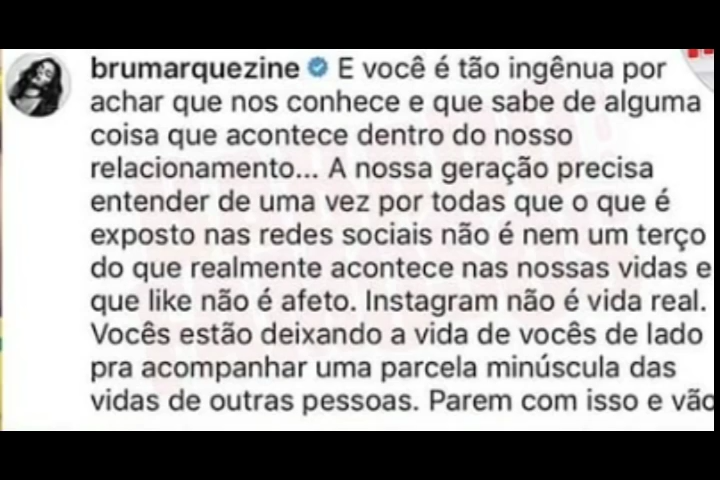 brumarquezine E você é tão ingênua por
achar que nos conhece e que sabe de alguma
coisa que acontece dentro do nosso
relacionamento... A nossa geração precisa
entender de uma vez por todas que o que é
exposto nas redes sociais não é nem um terço
do que realmente acontece nas nossas vidas e
que like não é afeto. Instagram não é vida real.
Vocês estão deixando a vida de vocês de lado
pra acompanhar uma parcela minúscula das
vidas de outras pessoas. Parem com isso e vão